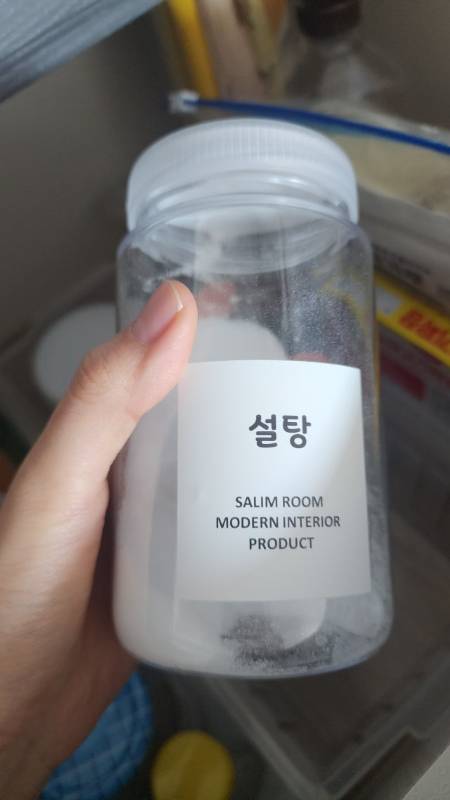 설탕
SALIM ROOM
MODERN INTERIOR
PRODUCT